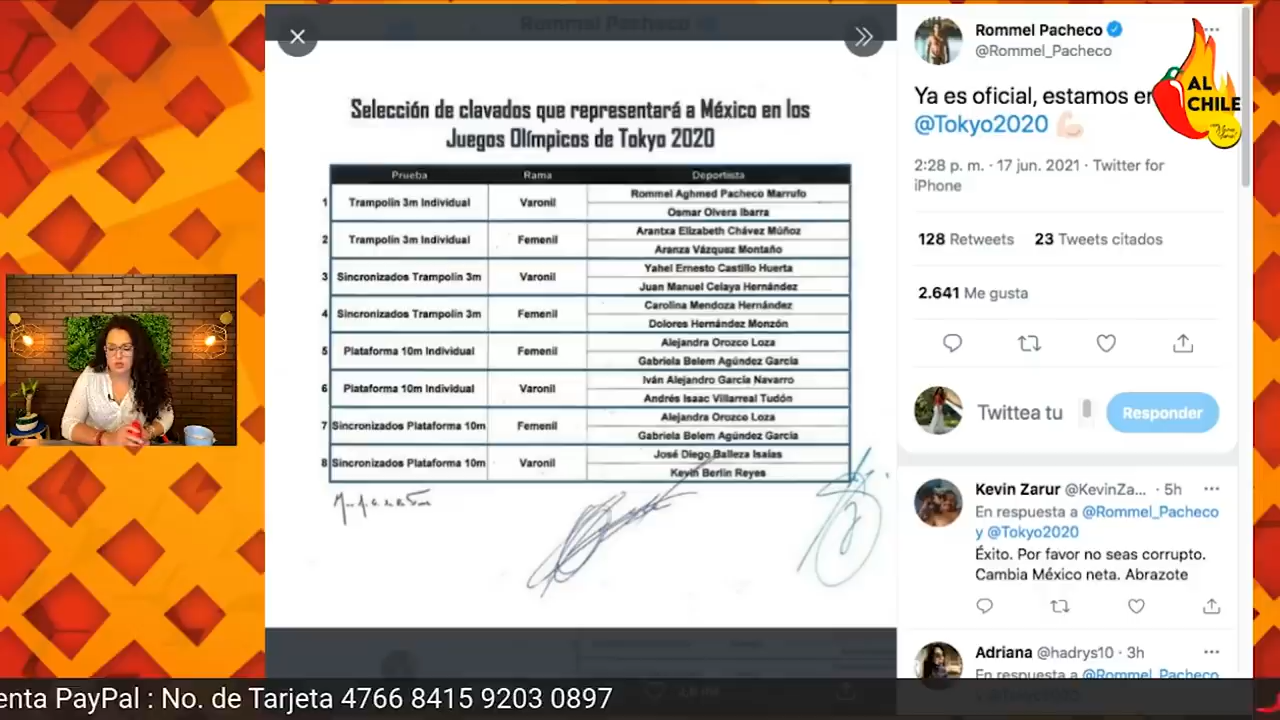 Rommel Pacheco
Selección de clavados que representará a México en los
Juegos Olímpicos de Tokyo 2020
Prueba Rama Deportista
1 Trampolín 3m Individual Varonil Rommel Aghmed Pacheco Marrufo
Osmar Olvera Ibarra
2 Trampolín 3m Individual Femenil Arantxa Elizabeth Chávez Múñoz
Aranza Vázquez Montaño
3 Sincronizados Trampolín 3m Varonil Yahel Ernesto Castillo Huerta
Juan Manuel Celaya Hernández
4 Sincronizados Trampolín 3m Femenil Carolina Mendoza Hernández
Dolores Hernández Monzón
5 Plataforma 10m Individual Femenil Alejandra Orozco Loza
Gabriela Belem Agúndez García
6 Plataforma 10m Individual Varonil Iván Alejandro García Navarro
Andrés Isaac Villarreal Tudón
7 Sincronizados Plataforma 10m Femenil Alejandra Orozco Loza
Gabriela Belem Agúndez García
8 Sincronizados Plataforma 10m Varonil José Diego Balleza Isaías
Kevin Berlín Reyes
Rommel Pacheco
@Rommel_Pacheco
Ya es oficial, estamos en
@Tokyo2020
AL
CHILE
2:28 p. m. · 17 jun. 2021 · Twitter for
iPhone
128 Retweets 23 Tweets citados
2.641 Me gusta
Twittea tu
Responder
Kevin Zarur @KevinZa... · 5h
En respuesta a @Rommel_Pacheco
y @Tokyo2020
Éxito. Por favor no seas corrupto.
Cambia México neta. Abrazote
Adriana @hadrys10 · 3h
En respuesta a @Rommel_Pacheco
enta PayPal : No. de Tarjeta 4766 8415 9203 0897